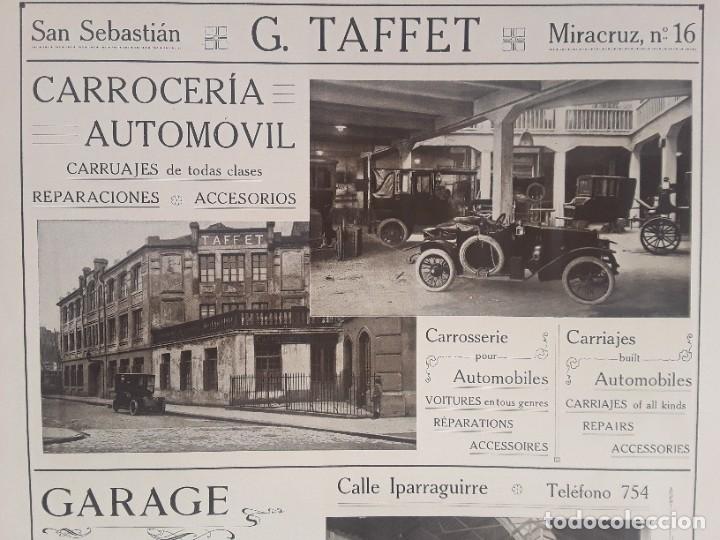 San Sebastián G. TAFFET Miracruz, nº 16
CARROCERÍA
AUTOMÓVIL
CARRUAJES de todas clases
REPARACIONES ACCESORIOS
TAFFET
Carrosserie
pour
Automobiles
VOITURES en tous genres
RÉPARATIONS
ACCESSOIRES
Carriajes
built
Automobiles
CARRIAJES of all kinds
REPAIRS
ACCESSORIES
GARAGE
Calle Iparraguirre Teléfono 754
todocoleccion.net